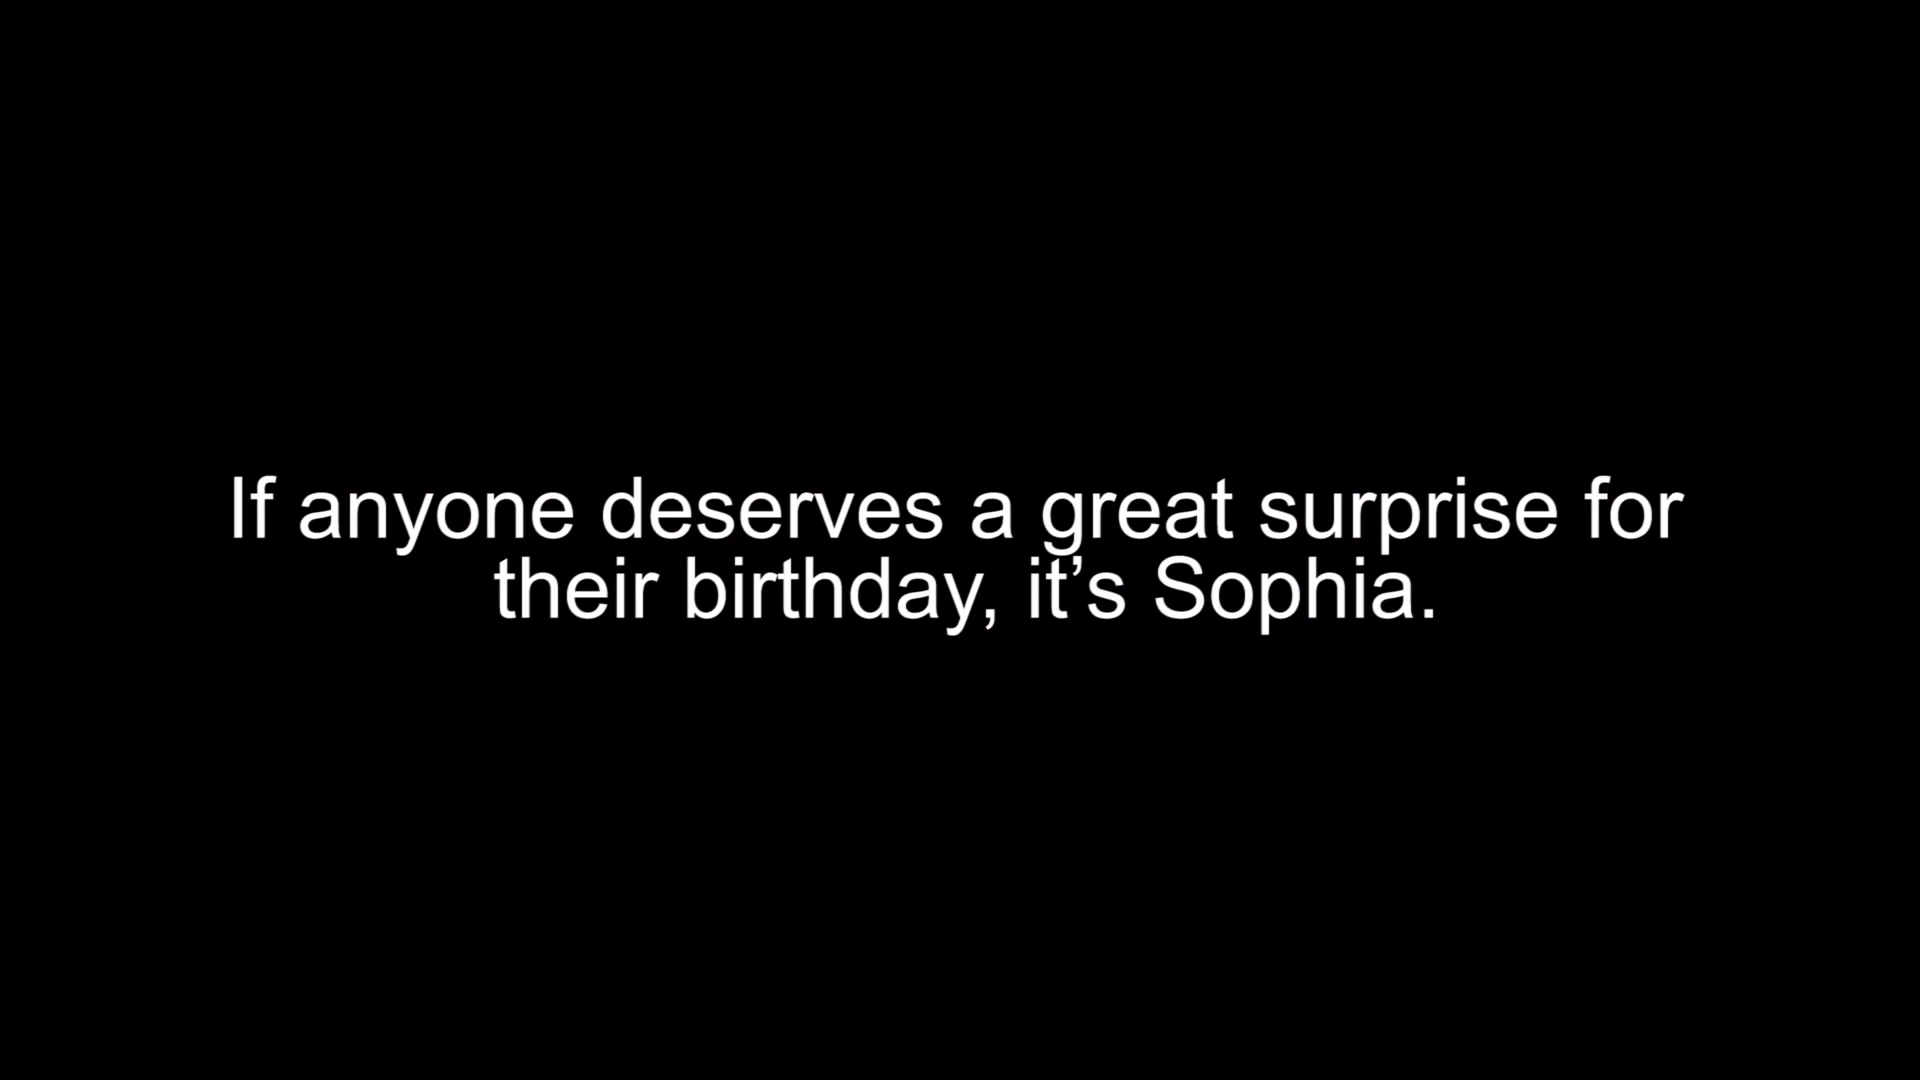 If anyone deserves a great surprise for
their birthday, it’s Sophia.